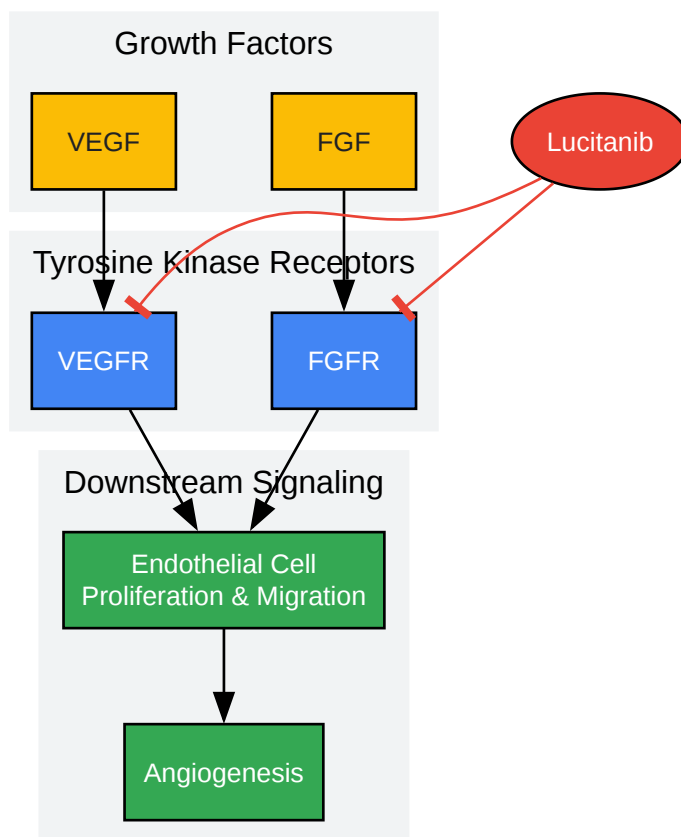 Growth Factors
VEGF
FGF
Lucitanib
Tyrosine Kinase Receptors
VEGFR
FGFR
Downstream Signaling
Endothelial Cell
Proliferation & Migration
Angiogenesis